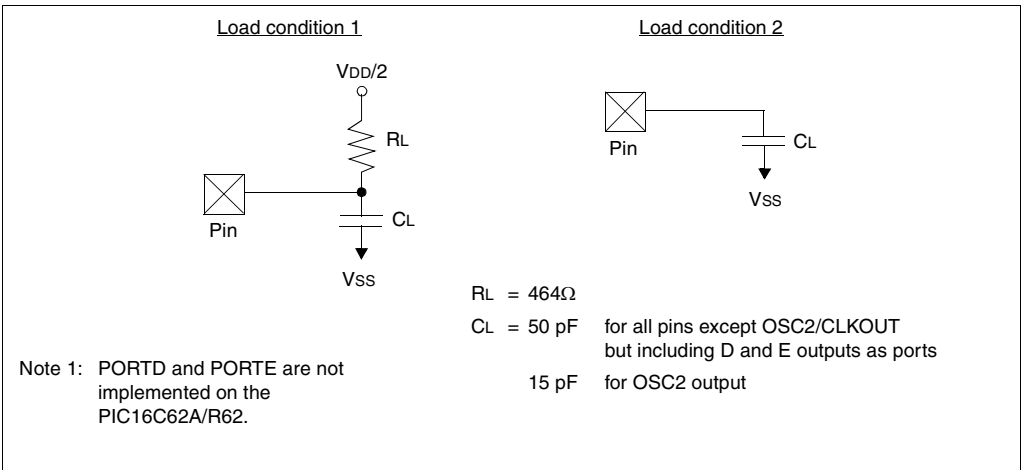 Load condition 1
VDD/2
RL
Pin
CL
VSS
Load condition 2
Pin
CL
VSS
RL = 464Ω
CL = 50 pF for all pins except OSC2/CLKOUT
but including D and E outputs as ports
15 pF for OSC2 output
Note 1: PORTD and PORTE are not
implemented on the
PIC16C62A/R62.